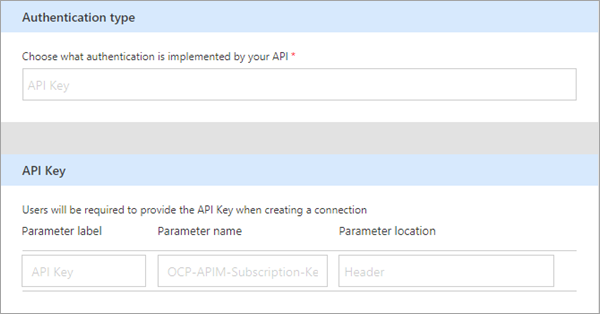 Authentication type
Choose what authentication is implemented by your API *
API Key
API Key
Users will be required to provide the API Key when creating a connection
Parameter label Parameter name Parameter location
API Key OCP-APIM-Subscription-Ke Header